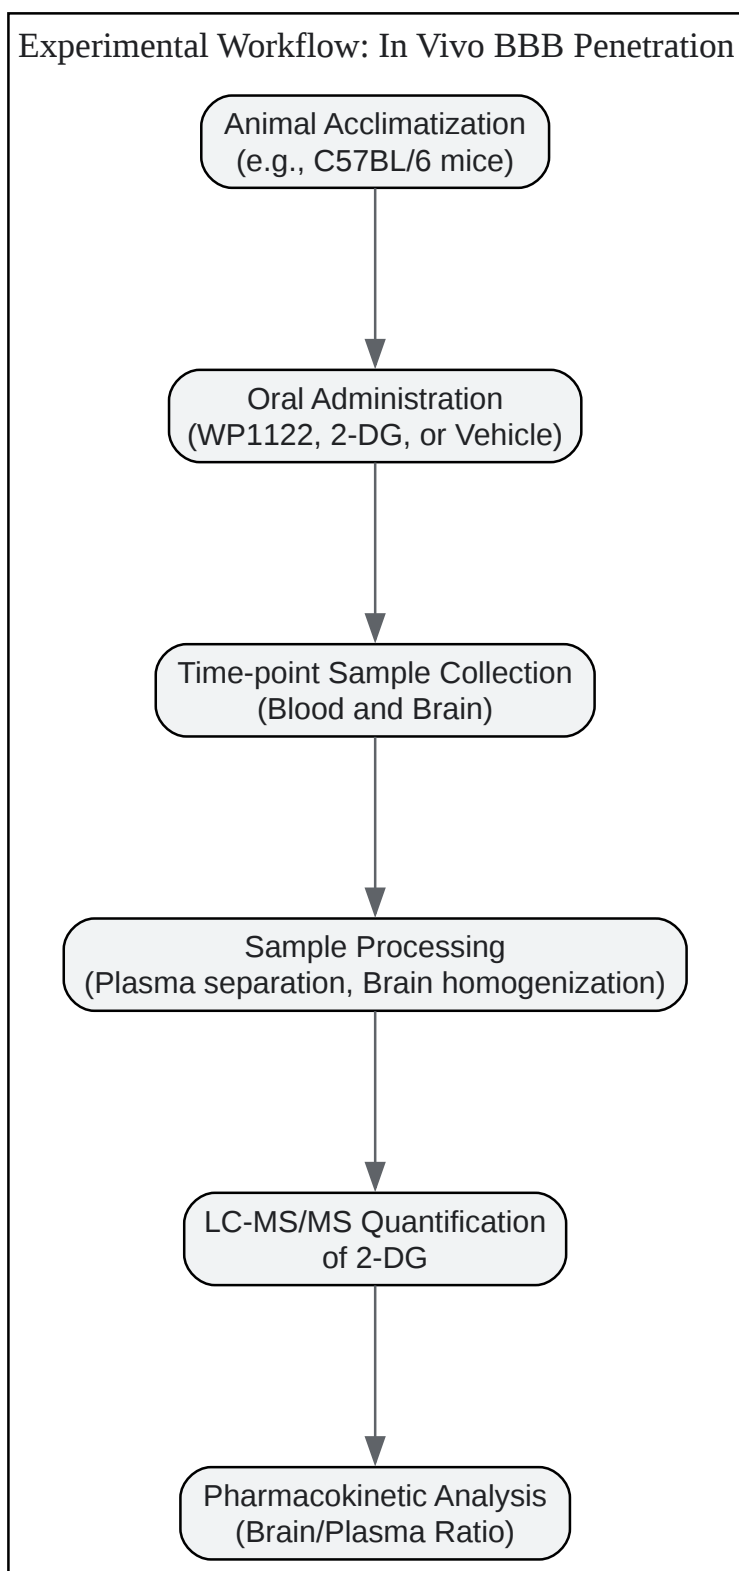 Experimental Workflow: In Vivo BBB Penetration
Animal Acclimatization
(e.g., C57BL/6 mice)
Oral Administration
(WP1122, 2-DG, or Vehicle)
Time-point Sample Collection
(Blood and Brain)
Sample Processing
(Plasma separation, Brain homogenization)
LC-MS/MS Quantification
of 2-DG
Pharmacokinetic Analysis
(Brain/Plasma Ratio)